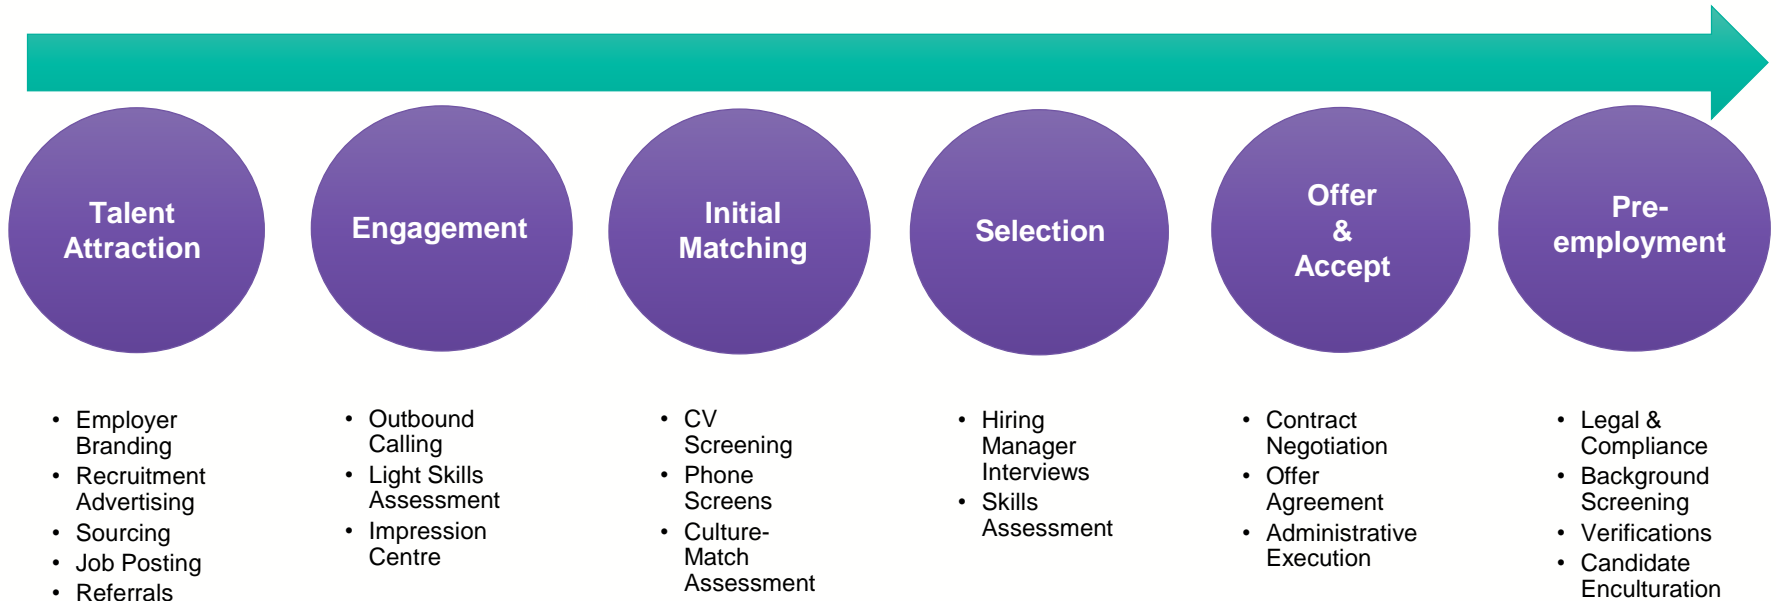 Talent
Attraction
Engagement
Initial
Matching
Selection
Offer
&
Accept
Pre-
employment
• Employer
Branding
• Recruitment
Advertising
• Sourcing
• Job Posting
• Referrals
• Outbound
Calling
• Light Skills
Assessment
• Impression
Centre
• CV
Screening
• Phone
Screens
• Culture-
Match
Assessment
• Hiring
Manager
Interviews
• Skills
Assessment
• Contract
Negotiation
• Offer
Agreement
• Administrative
Execution
• Legal &
Compliance
• Background
Screening
• Verifications
• Candidate
Enculturation